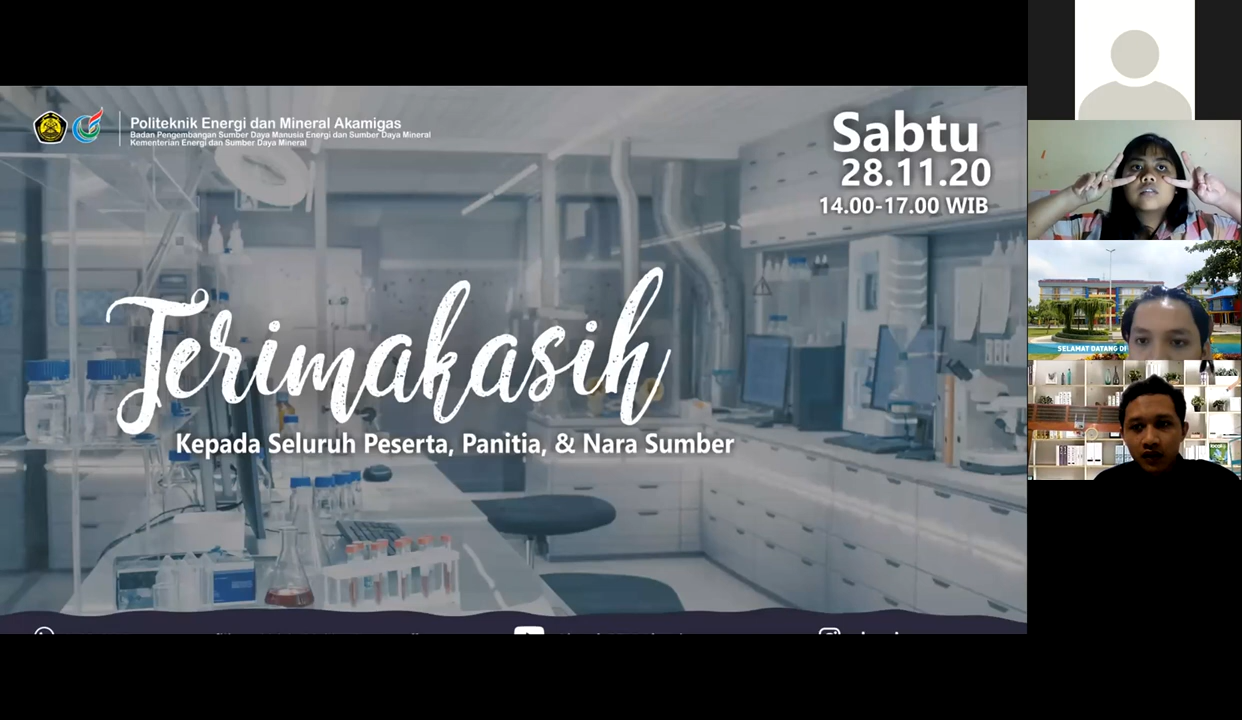 Politeknik Energi dan Mineral Akamigas
Badan Pengembangan Sumber Daya Manusia Energi dan Sumber Daya Mineral
Kementerian Energi dan Sumber Daya Mineral
Sabtu
28.11.20
14.00-17.00 WIB
Terimakasih
Kepada Seluruh Peserta, Panitia, & Nara Sumber
SELAMAT DATANG DI